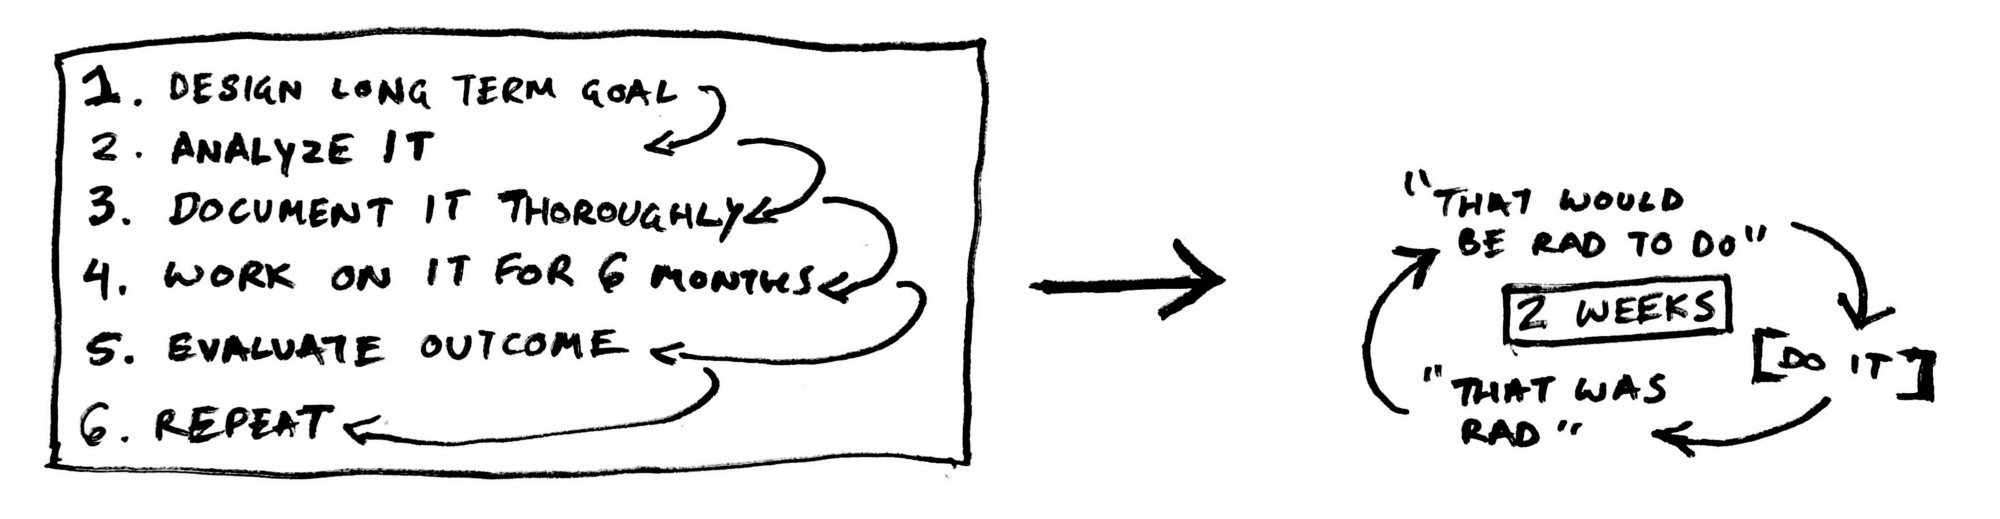 1. DESIGN LONG TERM GOAL
2. ANALYZE IT
3. DOCUMENT IT THOROUGHLY
4. WORK ON IT FOR 6 MONTHS
5. EVALUATE OUTCOME
6. REPEAT
"THAT WOULD
BE RAD TO DO"
2 WEEKS
[DO IT]
"THAT WAS
RAD"